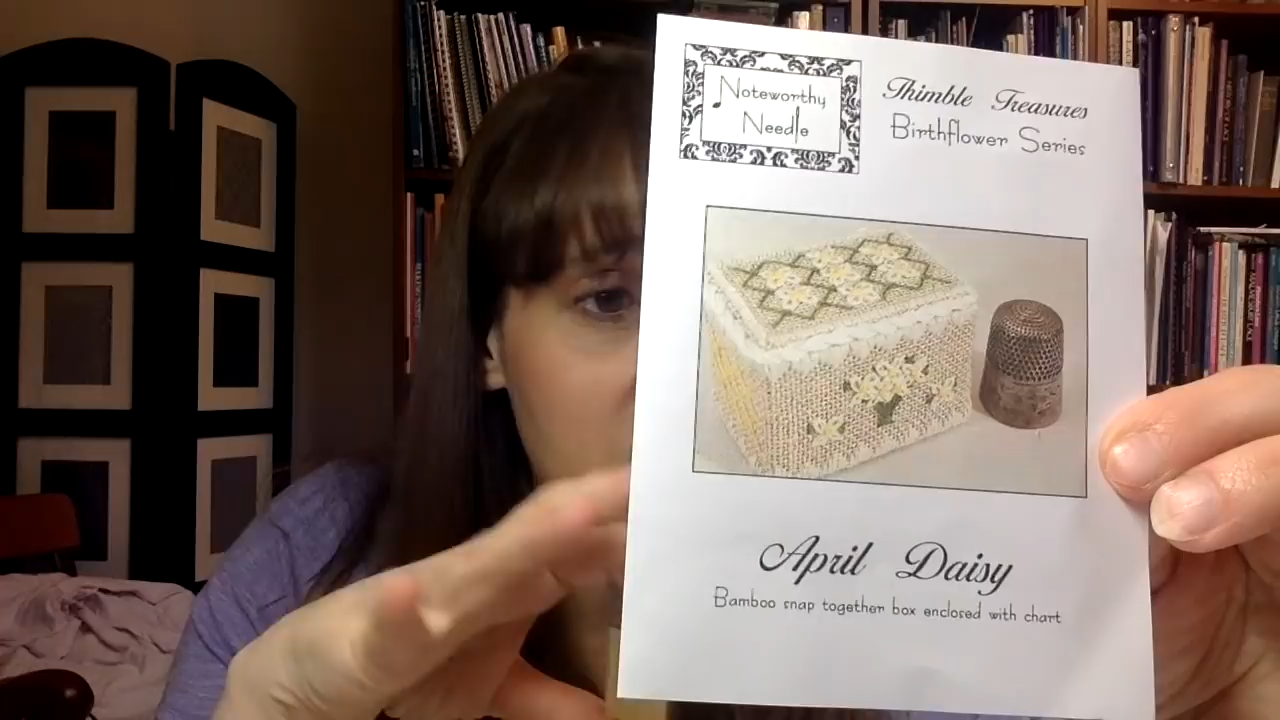 Noteworthy
Needle
Thimble Treasures
Birthflower Series
April Daisy
Bamboo snap together box enclosed with chart